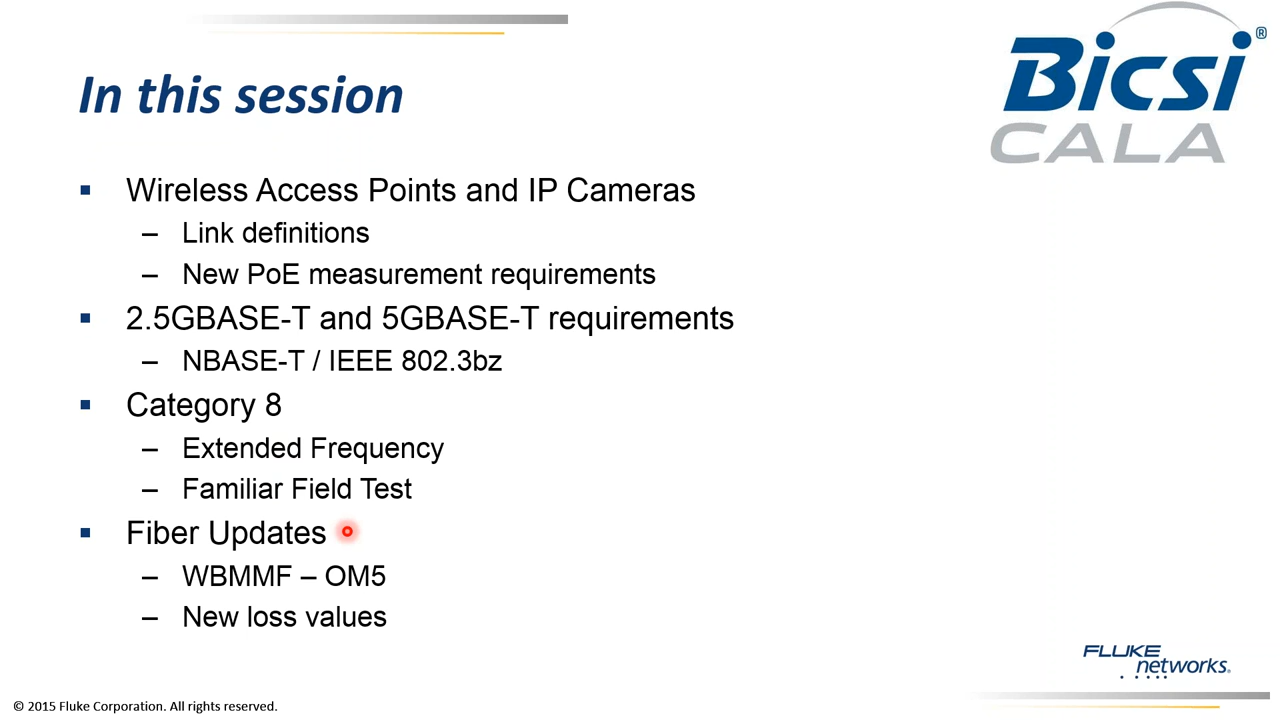 In this session
Bicsi®
CALA
▪ Wireless Access Points and IP Cameras
– Link definitions
– New PoE measurement requirements
▪ 2.5GBASE-T and 5GBASE-T requirements
– NBASE-T / IEEE 802.3bz
▪ Category 8
– Extended Frequency
– Familiar Field Test
▪ Fiber Updates
– WBMMF – OM5
– New loss values
FLUKE
networks.
© 2015 Fluke Corporation. All rights reserved.